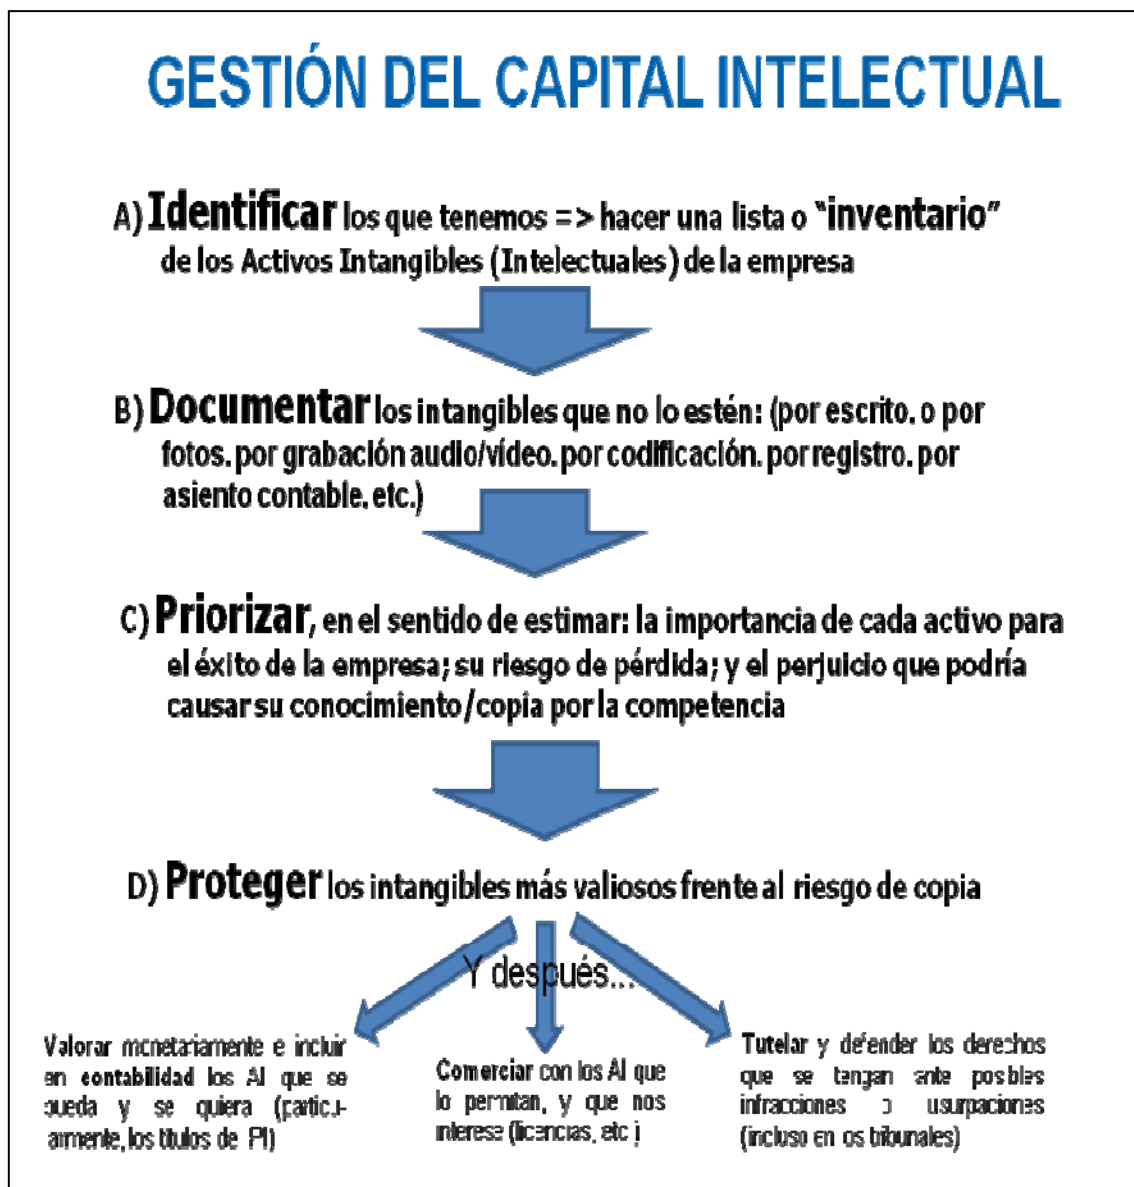 GESTIÓN DEL CAPITAL INTELECTUAL
A) Identificar los que tenemos => hacer una lista o "inventario"
de los Activos Intangibles (Intelectuales) de la empresa
B) Documentar los intangibles que no lo estén: (por escrito, o por
fotos, por grabación audio/vídeo, por codificación, por registro, por
asiento contable, etc.)
C) Priorizar, en el sentido de estimar: la importancia de cada activo para
el éxito de la empresa; su riesgo de pérdida; y el perjuicio que podría
causar su conocimiento/copia por la competencia
D) Proteger los intangibles más valiosos frente al riesgo de copia
Y después...
Valorar monetariamente e incluir
en contabilidad los AI que se
pueda y se quiera (particu-
larmente, los títulos de PI)
Comerciar con los AI que
lo permitan, y que nos
interese (licencias, etc.)
Tutelar y defender los derechos
que se tengan ante posibles
infracciones o usurpaciones
(incluso en los tribunales)